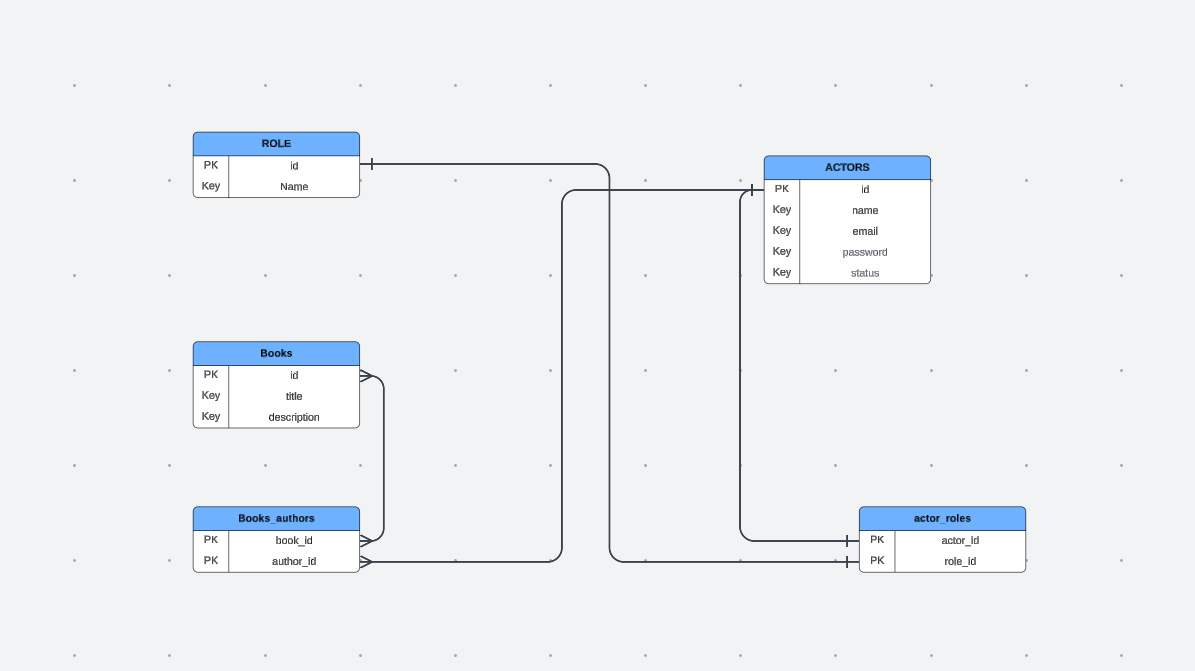 ROLE
PK id
Key Name
ACTORS
PK id
Key name
Key email
Key password
Key status
Books
PK id
Key title
Key description
Books_authors
PK book_id
PK author_id
actor_roles
PK actor_id
PK role_id